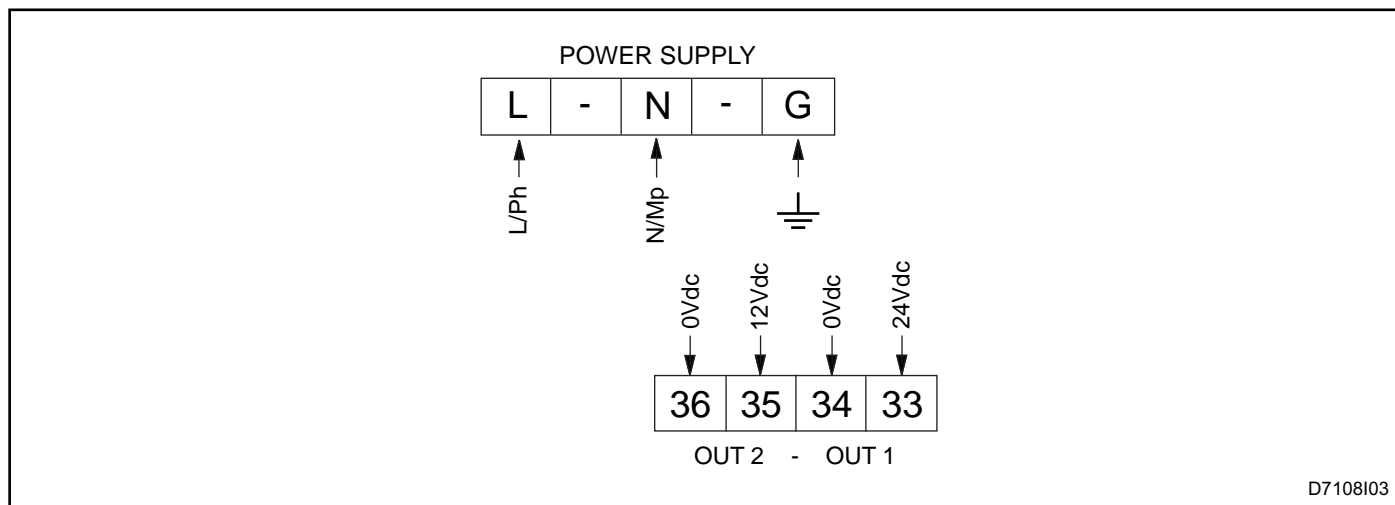 POWER SUPPLY
L - N - G
L/Ph N/Mp
0Vdc 12Vdc 0Vdc 24Vdc
36 35 34 33
OUT 2 - OUT 1
D7108I03